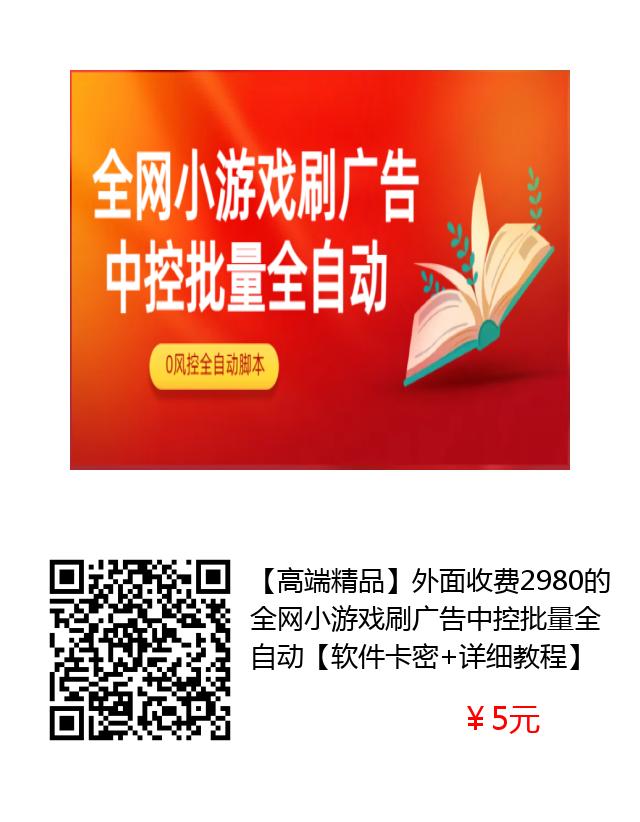 全网小游戏刷广告
中控批量全自动
0风控全自动脚本
【高端精品】外面收费2980的
全网小游戏刷广告中控批量全
自动【软件卡密+详细教程】
¥5元